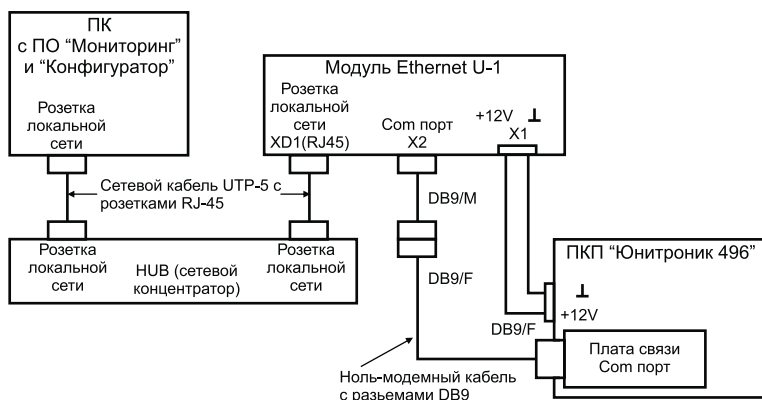 ПК
с ПО “Мониторинг”
и “Конфигуратор”
Розетка
локальной
сети
Модуль Ethernet U-1
Розетка
локальной
сети
XD1(RJ45)
Com порт
X2
+12V ⊥
X1
Сетевой кабель UTP-5 с
розетками RJ-45
DB9/M
Розетка
локальной
сети
HUB (сетевой
концентратор)
Розетка
локальной
сети
DB9/F
ПКП “Юнитроник 496”
⊥
+12V
DB9/F
Плата связи
Com порт
Ноль-модемный кабель
с разьемами DB9